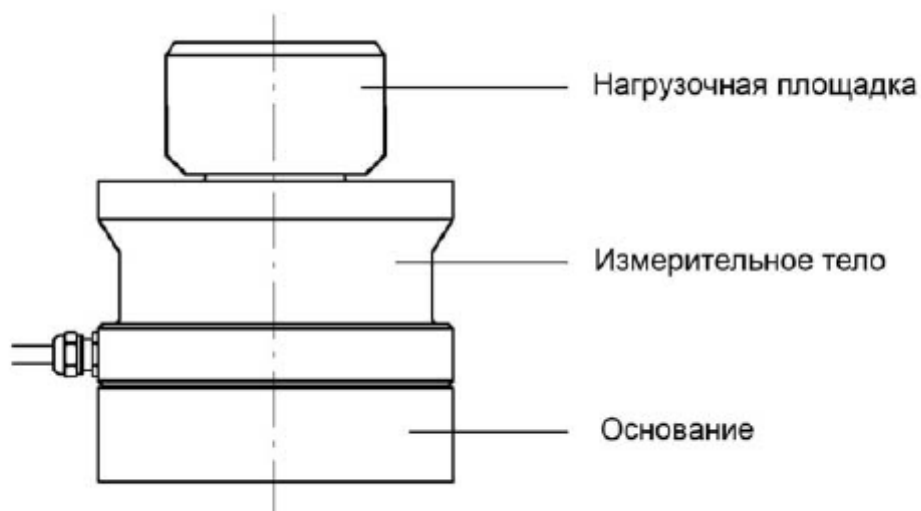 Нагрузочная площадка
Измерительное тело
Основание